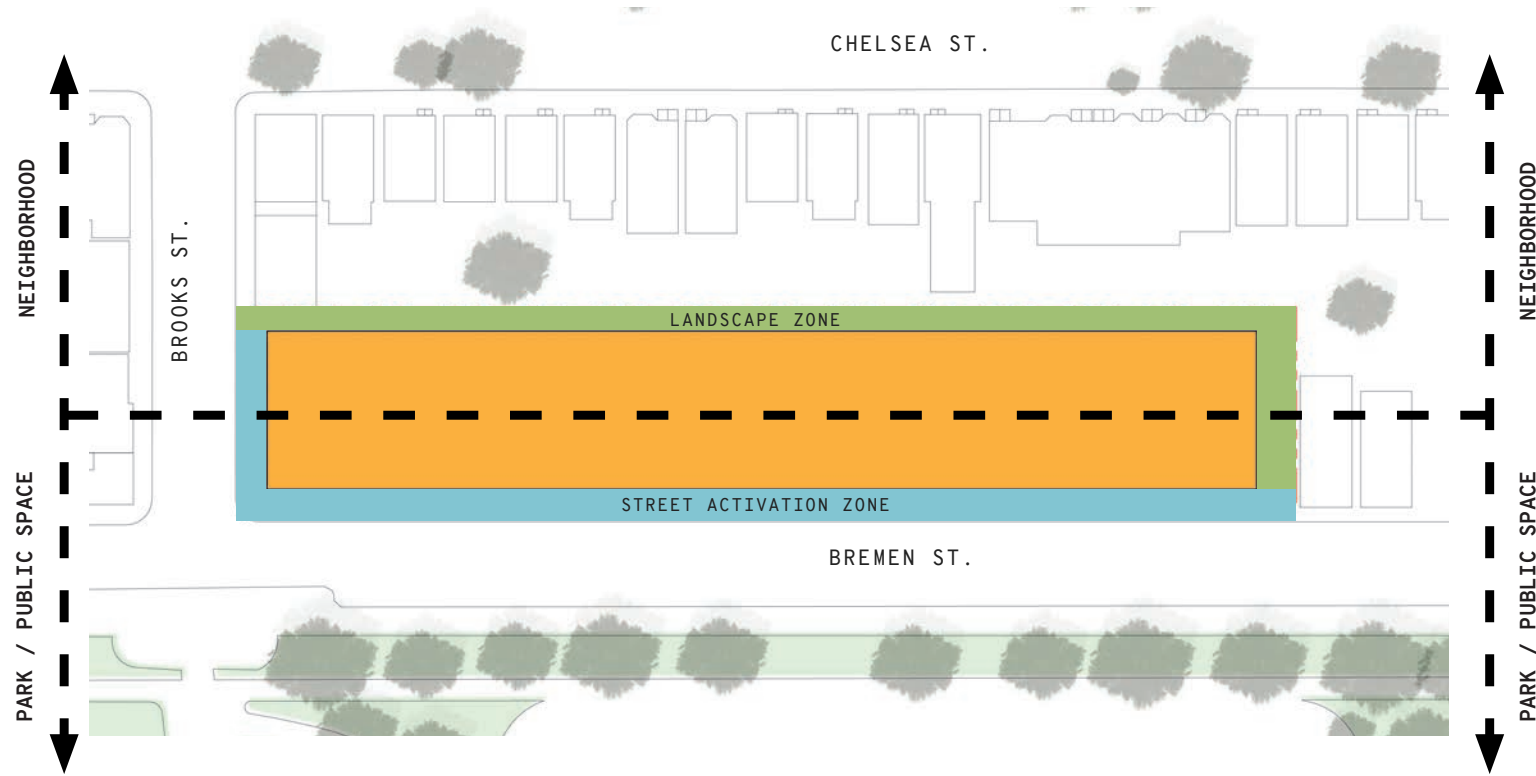 CHELSEA ST.
NEIGHBORHOOD
NEIGHBORHOOD
BROOKS ST.
LANDSCAPE ZONE
STREET ACTIVATION ZONE
PARK / PUBLIC SPACE
PARK / PUBLIC SPACE
BREMEN ST.